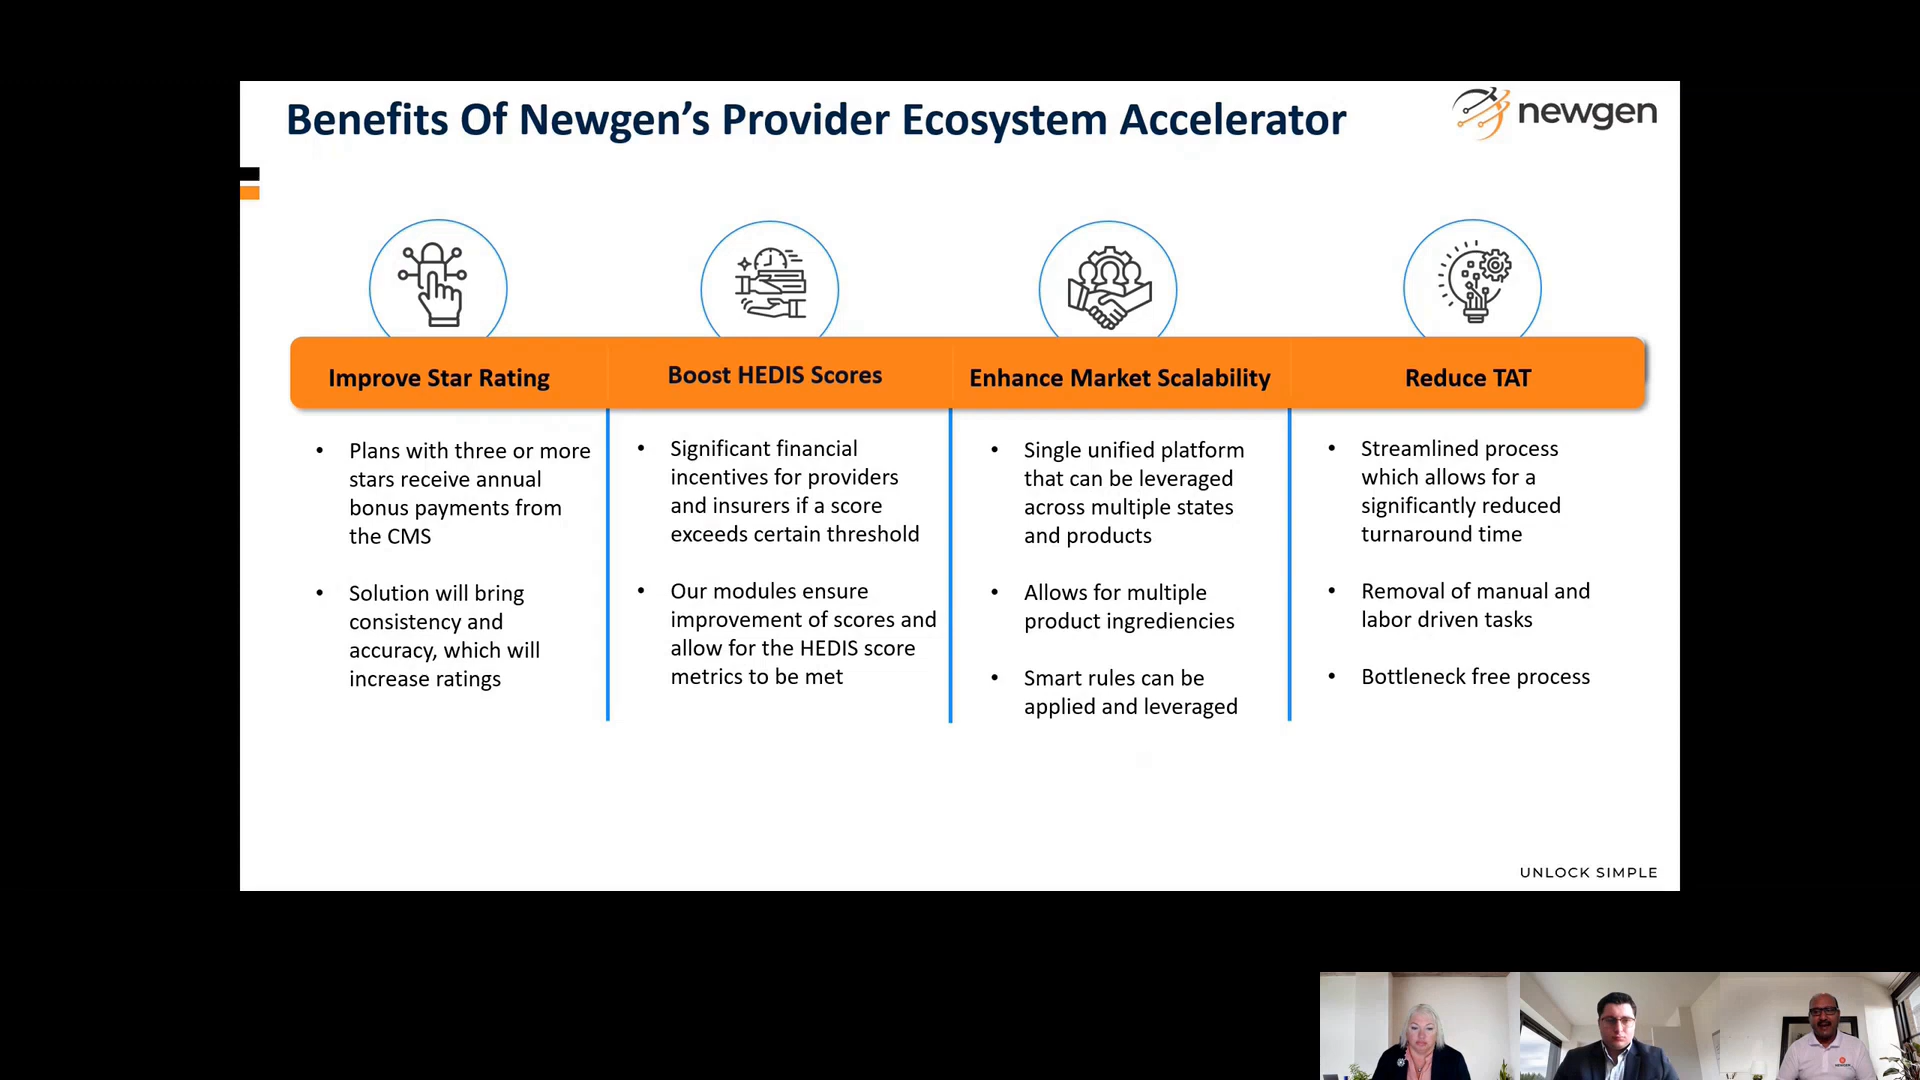 Benefits Of Newgen's Provider Ecosystem Accelerator
newgen
Improve Star Rating
Boost HEDIS Scores
Enhance Market Scalability
Reduce TAT
• Plans with three or more
stars receive annual
bonus payments from
the CMS
• Solution will bring
consistency and
accuracy, which will
increase ratings
• Significant financial
incentives for providers
and insurers if a score
exceeds certain threshold
• Our modules ensure
improvement of scores and
allow for the HEDIS score
metrics to be met
• Single unified platform
that can be leveraged
across multiple states
and products
• Allows for multiple
product ingrediencies
• Smart rules can be
applied and leveraged
• Streamlined process
which allows for a
significantly reduced
turnaround time
• Removal of manual and
labor driven tasks
• Bottleneck free process
UNLOCK SIMPLE